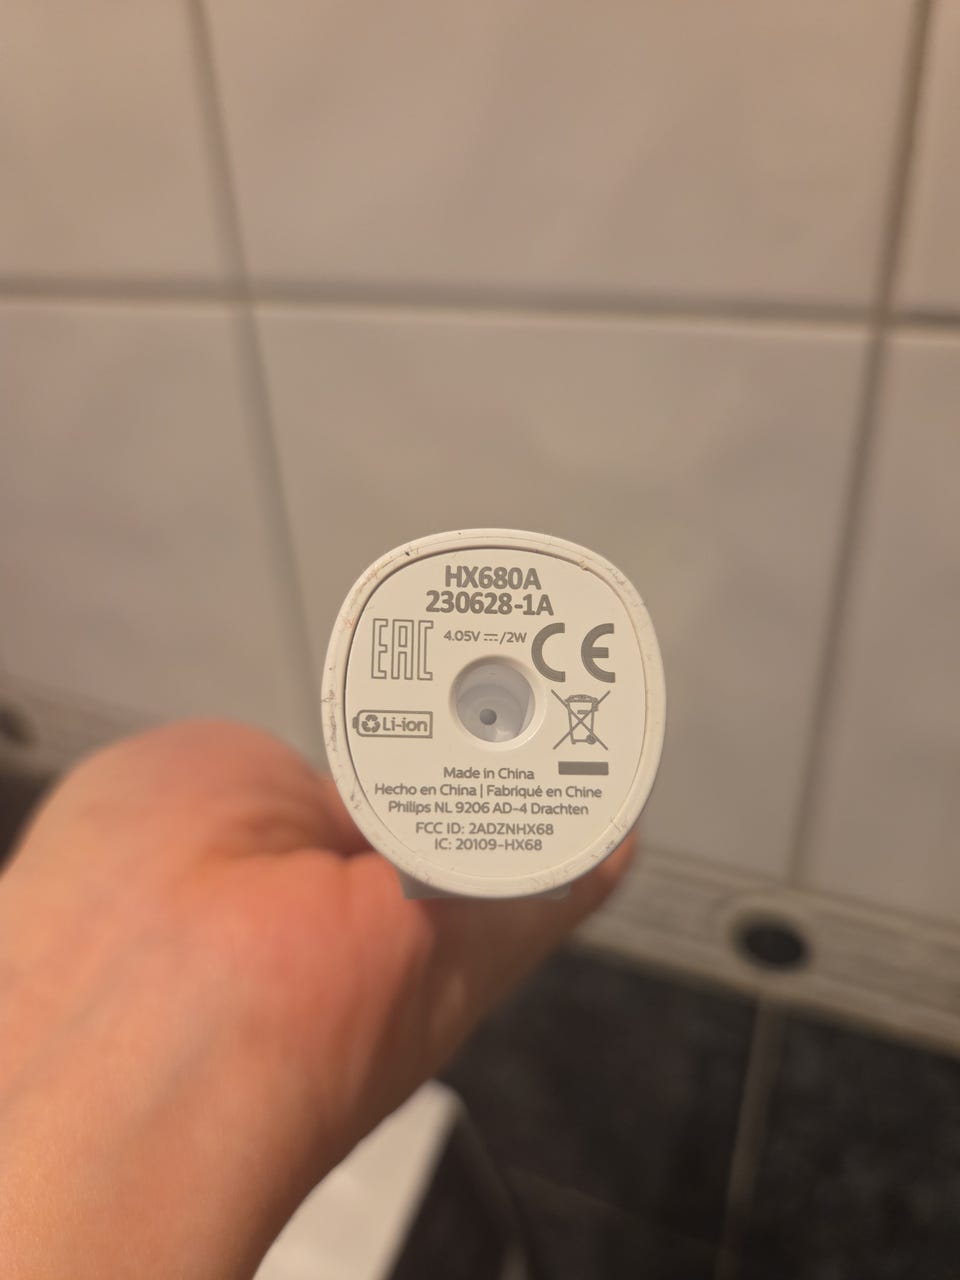 HX680A
230628-1A
EAC 4.05V ⎓/2W CE
Li-ion
Made in China
Hecho en China | Fabriqué en Chine
Philips NL 9206 AD-4 Drachten
FCC ID: 2ADZNHX68
IC: 20109-HX68